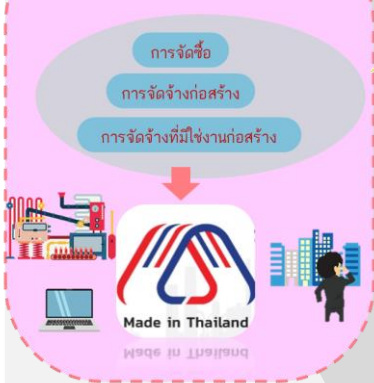 การจัดซื้อ
การจัดจ้างก่อสร้าง
การจัดจ้างที่มิใช่งานก่อสร้าง
Made in Thailand